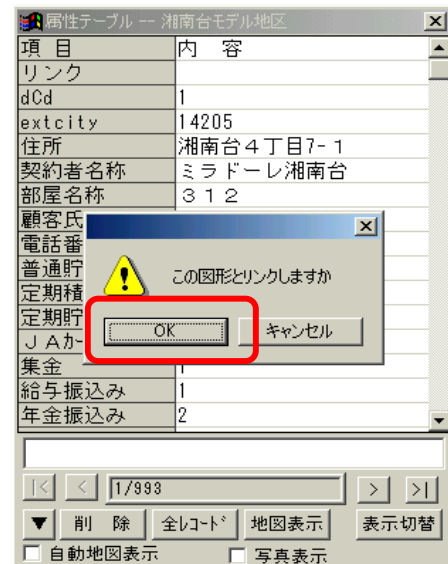 属性テーブル -- 湘南台モデル地区
項 目 内 容
リンク
dCd 1
extcity 14205
住所 湘南台4丁目7-1
契約者名称 ミラドーレ湘南台
部屋名称 312
顧客氏
電話番
普通貯
定期積
定期貯
JAカー
この図形とリンクしますか
OK キャンセル
集金 1
給与振込み 1
年金振込み 2
|< < 1/993 > >|
▼ 削 除 全レコード 地図表示 表示切替
自動地図表示 写真表示